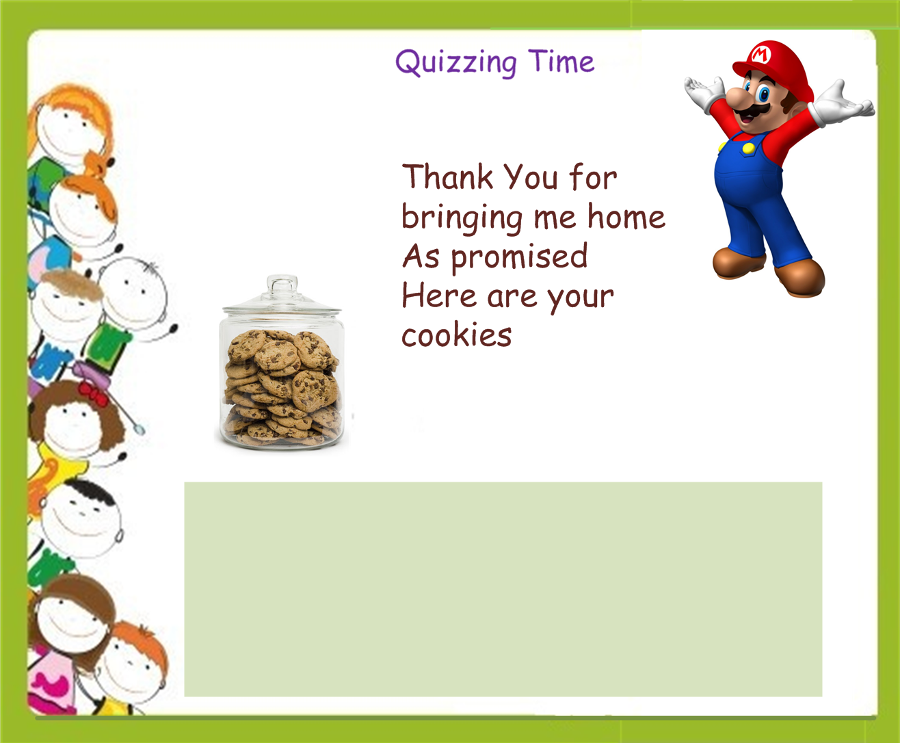 Quizzing Time
Thank You for
bringing me home
As promised
Here are your
cookies
M